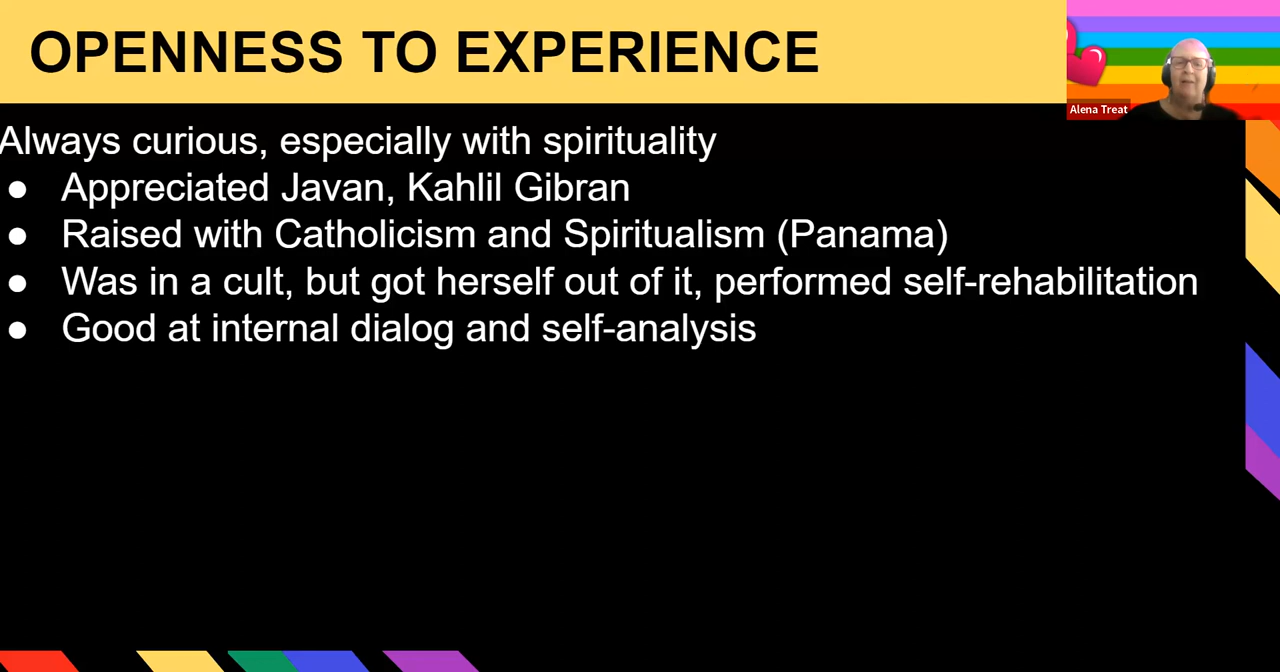 OPENNESS TO EXPERIENCE
Alena Treat
Always curious, especially with spirituality
● Appreciated Javan, Kahlil Gibran
● Raised with Catholicism and Spiritualism (Panama)
● Was in a cult, but got herself out of it, performed self-rehabilitation
● Good at internal dialog and self-analysis